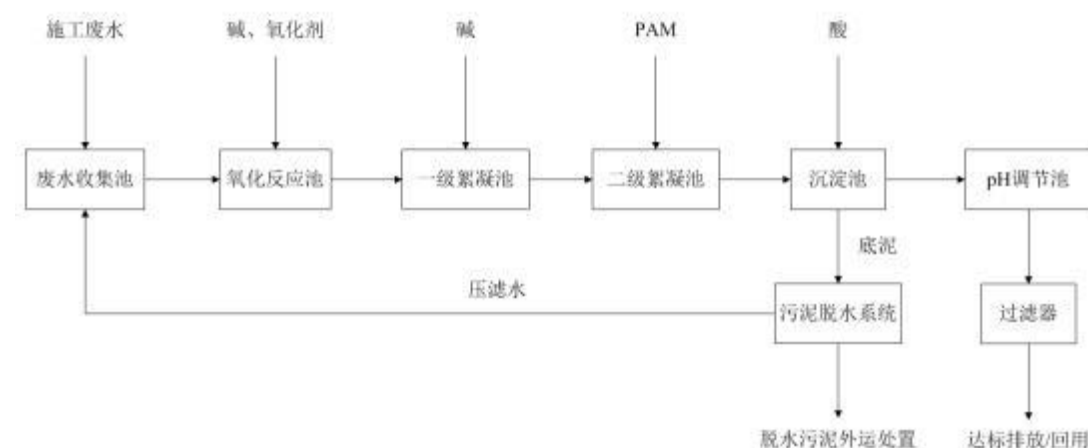 施工废水
碱、氧化剂
碱
PAM
酸
废水收集池
氧化反应池
一级絮凝池
二级絮凝池
沉淀池
pH调节池
底泥
压滤水
污泥脱水系统
过滤器
脱水污泥外运处置
达标排放/回用